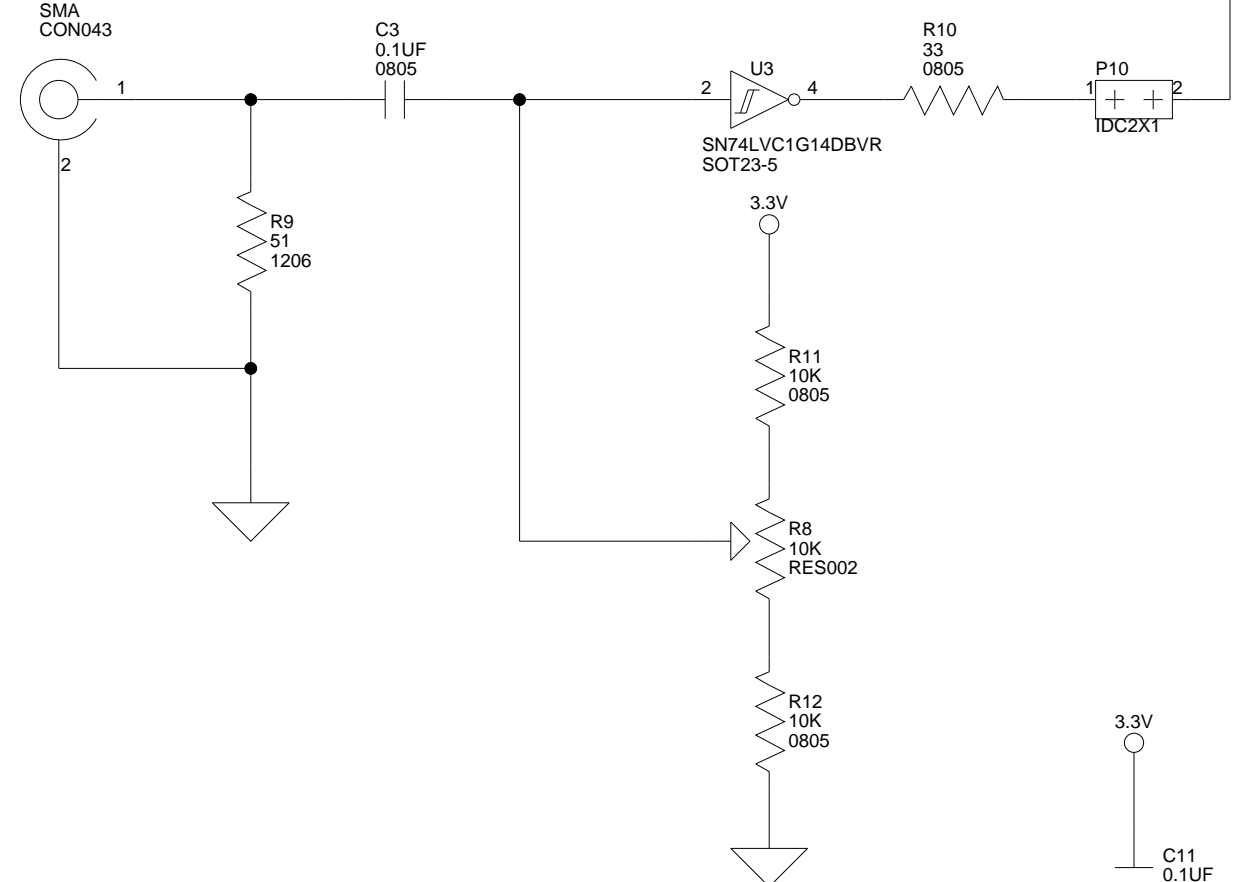 SMA
CON043
1
2
C3
0.1UF
0805
R9
51
1206
2
U3
4
SN74LVC1G14DBVR
SOT23-5
R10
33
0805
P10
1
2
IDC2X1
3.3V
R11
10K
0805
R8
10K
RES002
R12
10K
0805
3.3V
C11
0.1UF